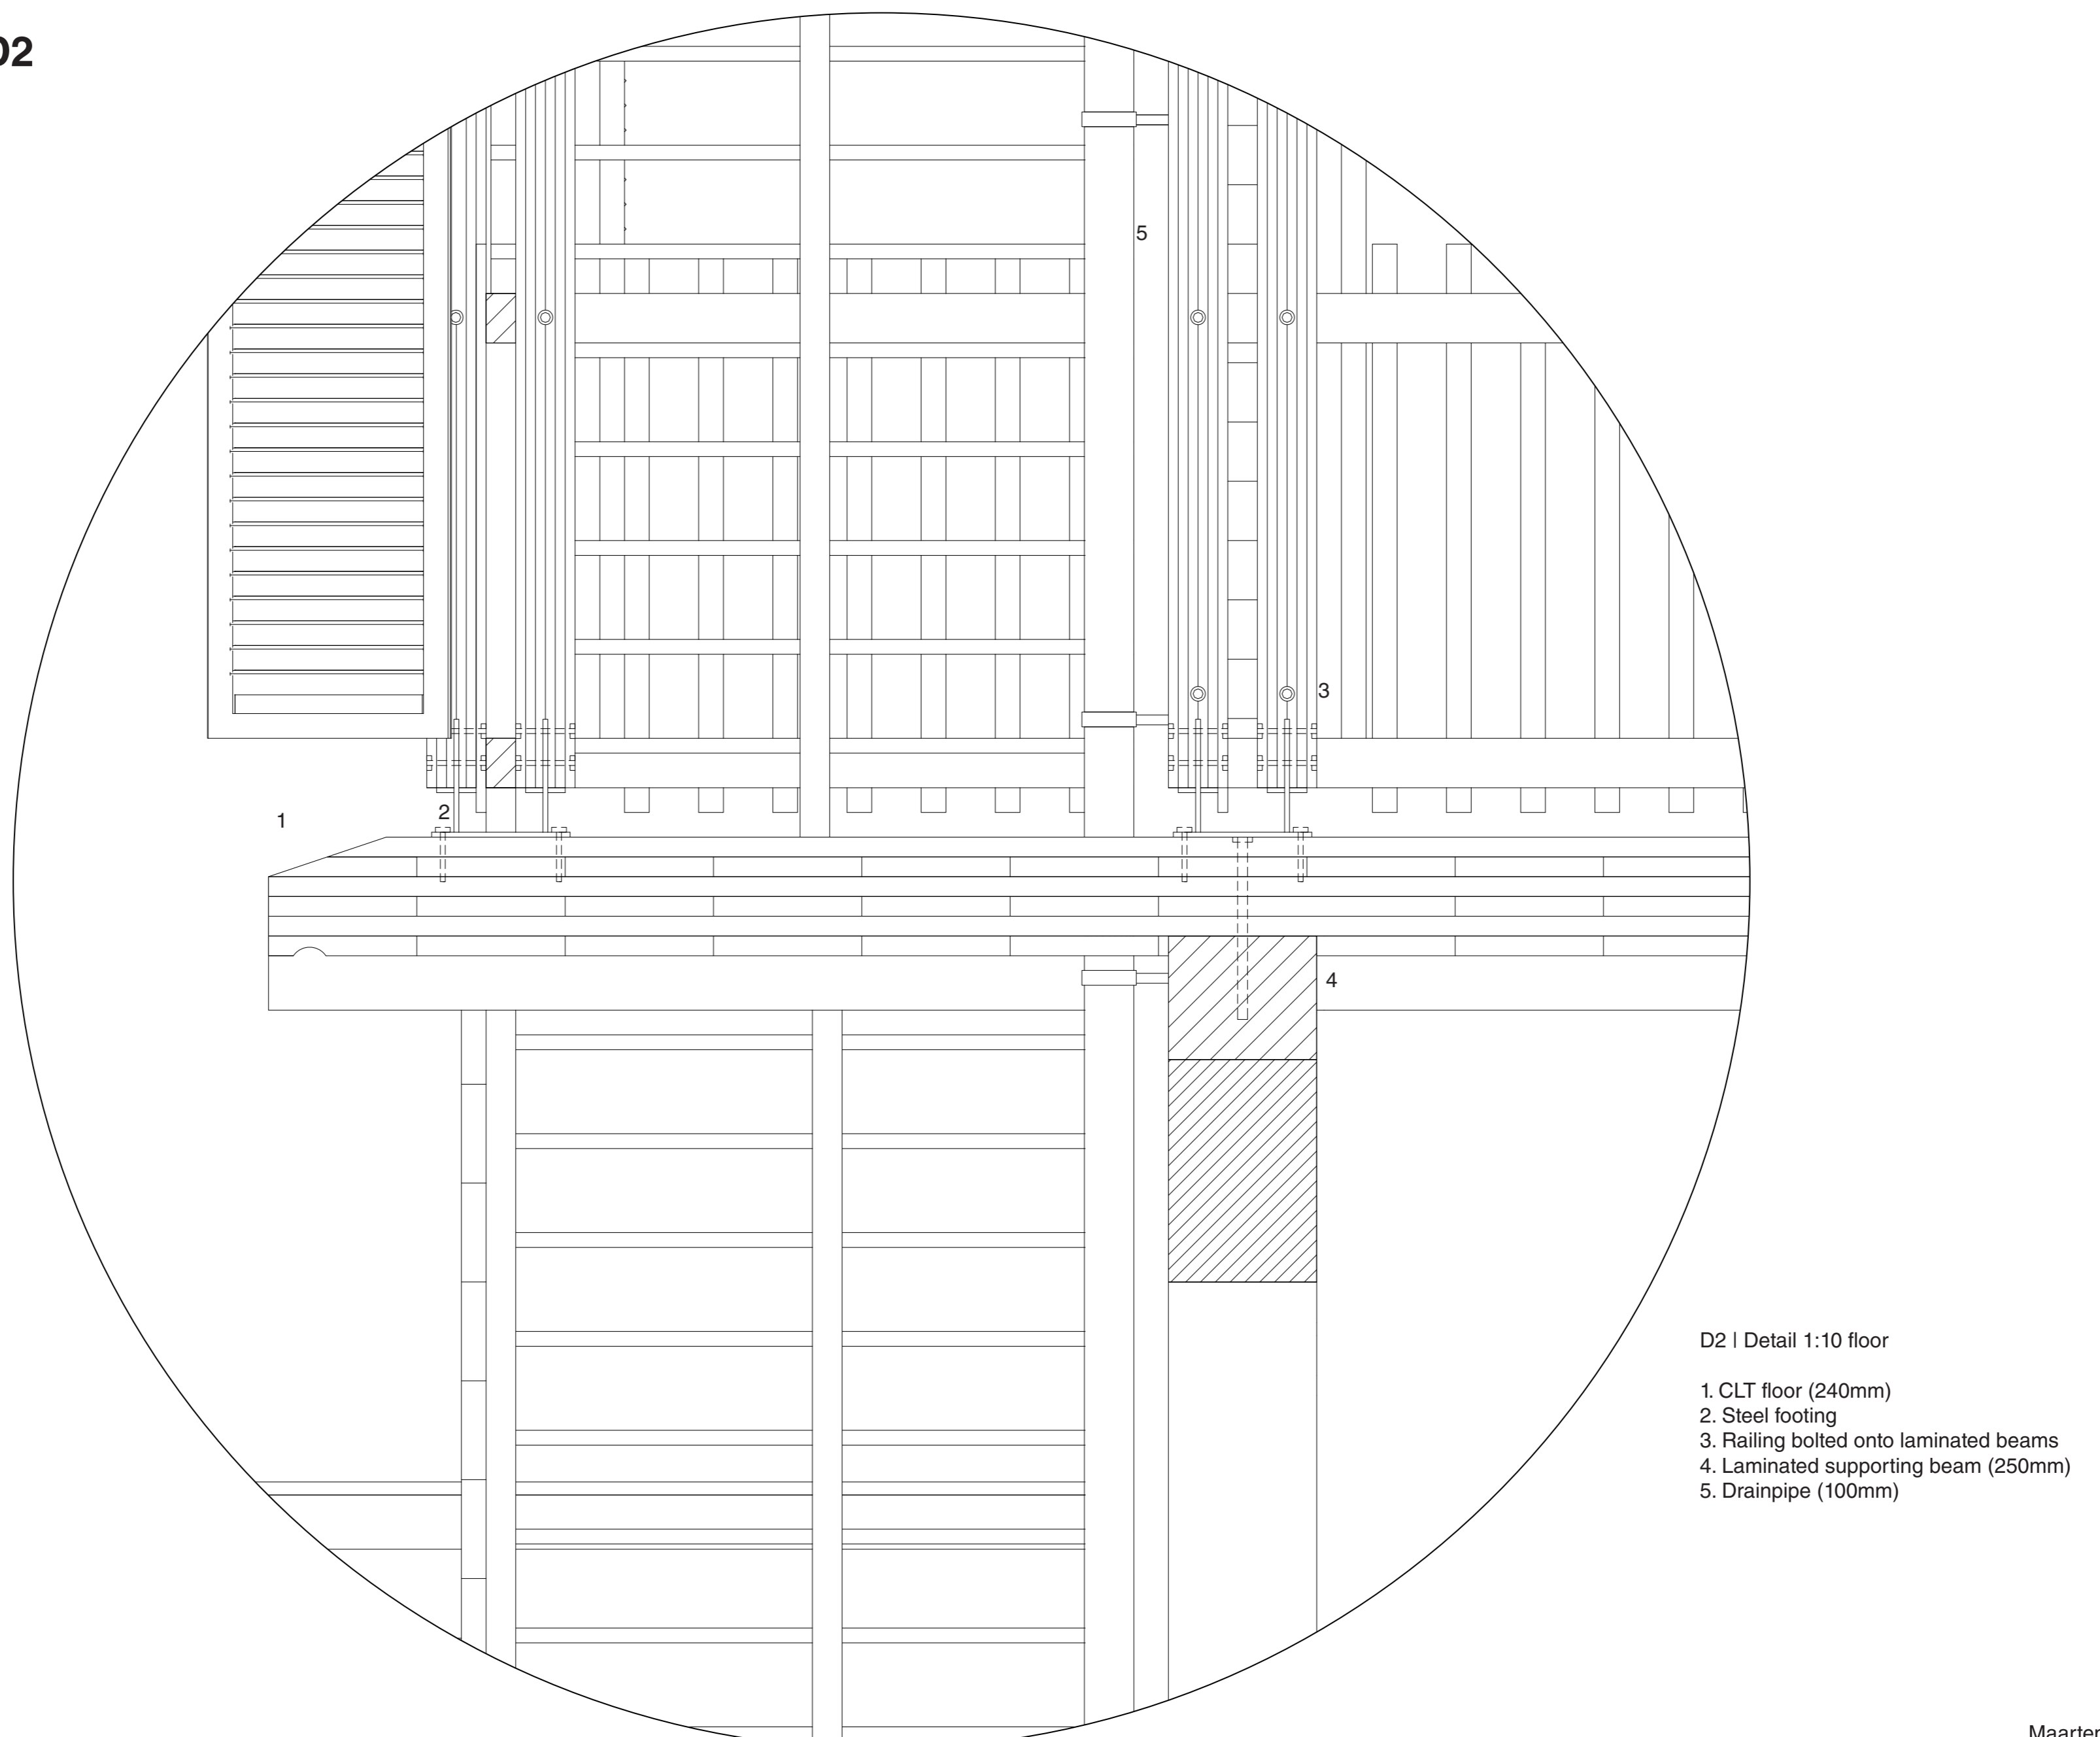 D2
5
3
2
1
4
D2 | Detail 1:10 floor
1. CLT floor (240mm)
2. Steel footing
3. Railing bolted onto laminated beams
4. Laminated supporting beam (250mm)
5. Drainpipe (100mm)
Maarten